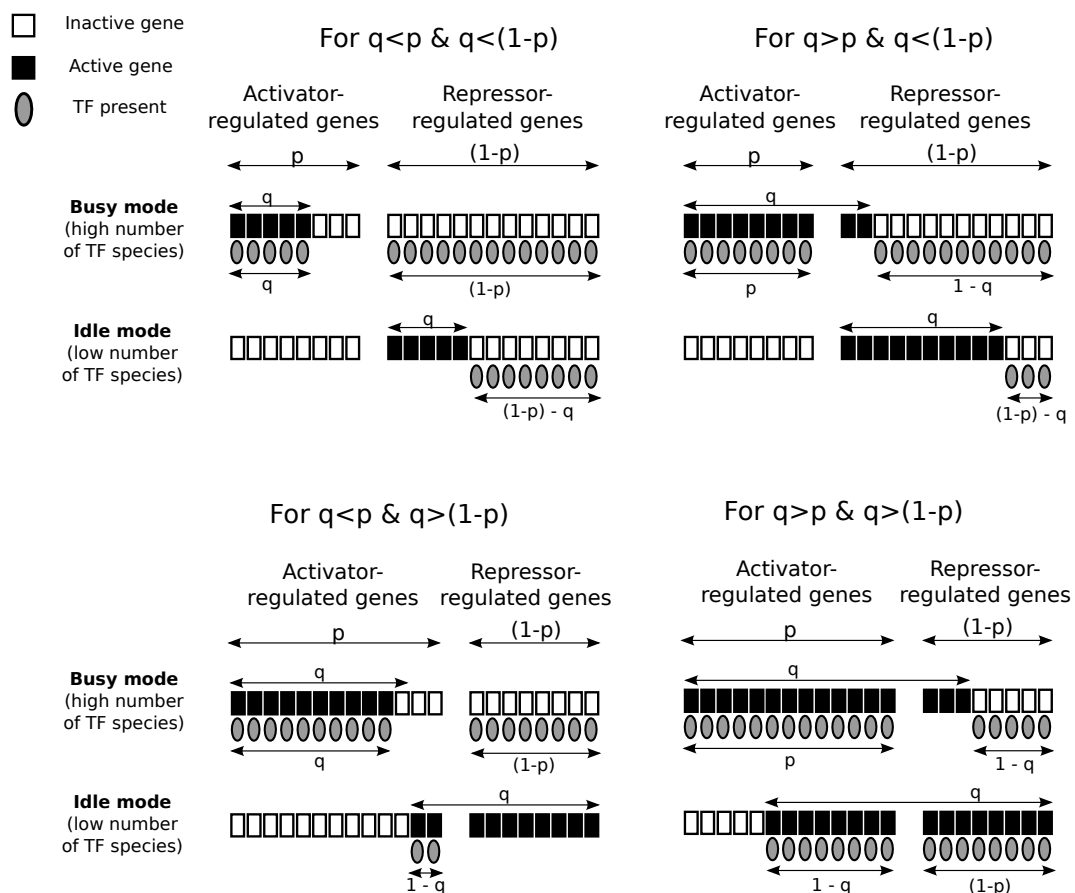 Inactive gene
Active gene
TF present
For q<p & q<(1-p)
Activator-
regulated genes
Repressor-
regulated genes
p
(1-p)
Busy mode
(high number
of TF species)
q
q
(1-p)
Idle mode
(low number
of TF species)
q
(1-p) - q
For q>p & q<(1-p)
Activator-
regulated genes
Repressor-
regulated genes
p
(1-p)
q
p
1 - q
q
(1-p) - q
For q<p & q>(1-p)
Activator-
regulated genes
Repressor-
regulated genes
p
(1-p)
Busy mode
(high number
of TF species)
q
q
(1-p)
Idle mode
(low number
of TF species)
q
1 - q
For q>p & q>(1-p)
Activator-
regulated genes
Repressor-
regulated genes
p
(1-p)
q
p
1 - q
q
1 - q
(1-p)